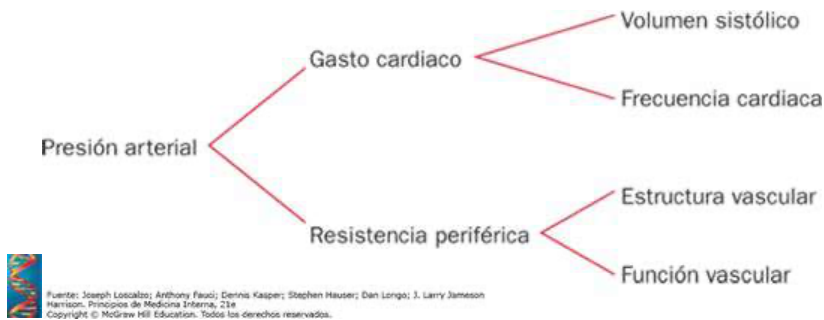 Volumen sistólico
Gasto cardiaco
Frecuencia cardiaca
Presión arterial
Estructura vascular
Resistencia periférica
Función vascular
Fuente: Joseph Loscalzo; Anthony Fauci; Dennis Kasper; Stephen Hauser; Dan Longo; J. Larry Jameson
Harrison. Principios de Medicina Interna, 21e
Copyright © McGraw Hill Education. Todos los derechos reservados.